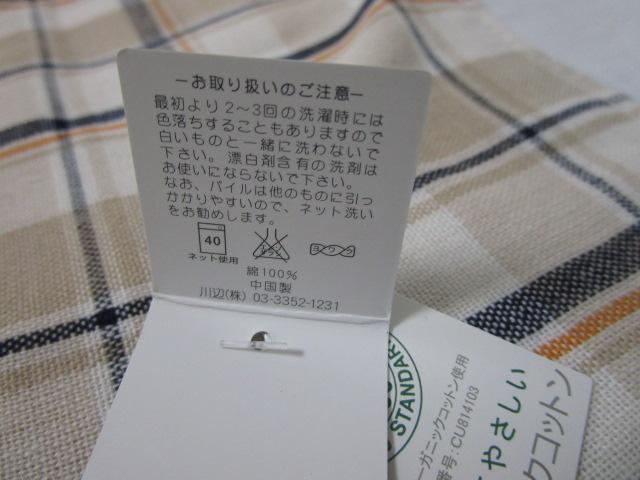 －お取り扱いのご注意－
最初より2～3回の洗濯時には
色落ちすることもありますので
白いものと一緒に洗わないで
下さい。漂白剤含有の洗剤は
お使いにならないで下さい。
なお、パイルは他のものに引っ
かかりやすいので、ネット洗い
をお勧めします。
40
ヨワク
ネット使用
綿100%
中国製
川辺(株) 03-3352-1231
STANDAR
ーガニックコットン使用
番号:CU814103
やさしい
クコットン